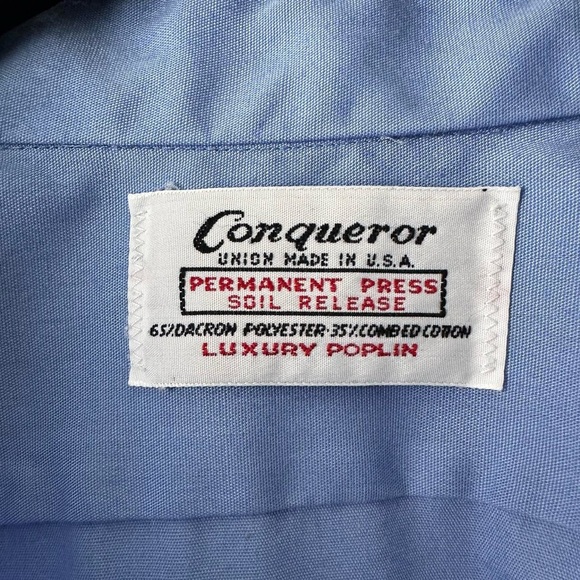 Conqueror
UNION MADE IN U.S.A.
PERMANENT PRESS
SOIL RELEASE
65% DACRON POLYESTER-35% COMBED COTTON
LUXURY POPLIN